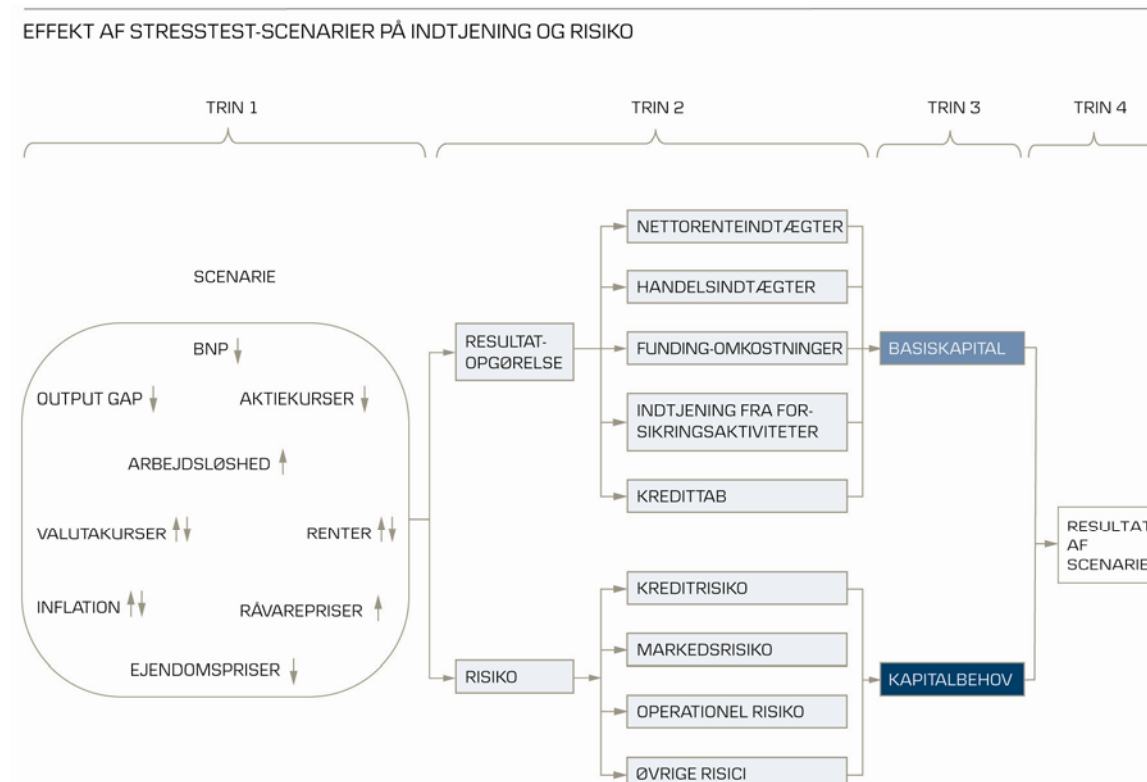 EFFEKT AF STRESSTEST-SCENARIER PÅ INDTJENING OG RISIKO
TRIN 1
TRIN 2
TRIN 3
TRIN 4
SCENARIE
BNP ↓
OUTPUT GAP ↓
AKTIEKURSER ↓
ARBEJDSLØSHED ↑
VALUTAKURSER ↑↓
RENTER ↑↓
INFLATION ↑↓
RÅVAREPRISER ↑
EJENDOMSPRISER ↓
RESULTAT-
OPGØRELSE
RISIKO
NETTORENTEINDTÆGTER
HANDELSINDTÆGTER
FUNDING-OMKOSTNINGER
INDTJENING FRA FOR-
SIKRINGSAKTIVITETER
KREDITTAB
KREDITRISIKO
MARKEDSRISIKO
OPERATIONEL RISIKO
ØVRIGE RISICI
BASISKAPITAL
KAPITALBEHOV
RESULTAT
AF
SCENARIE